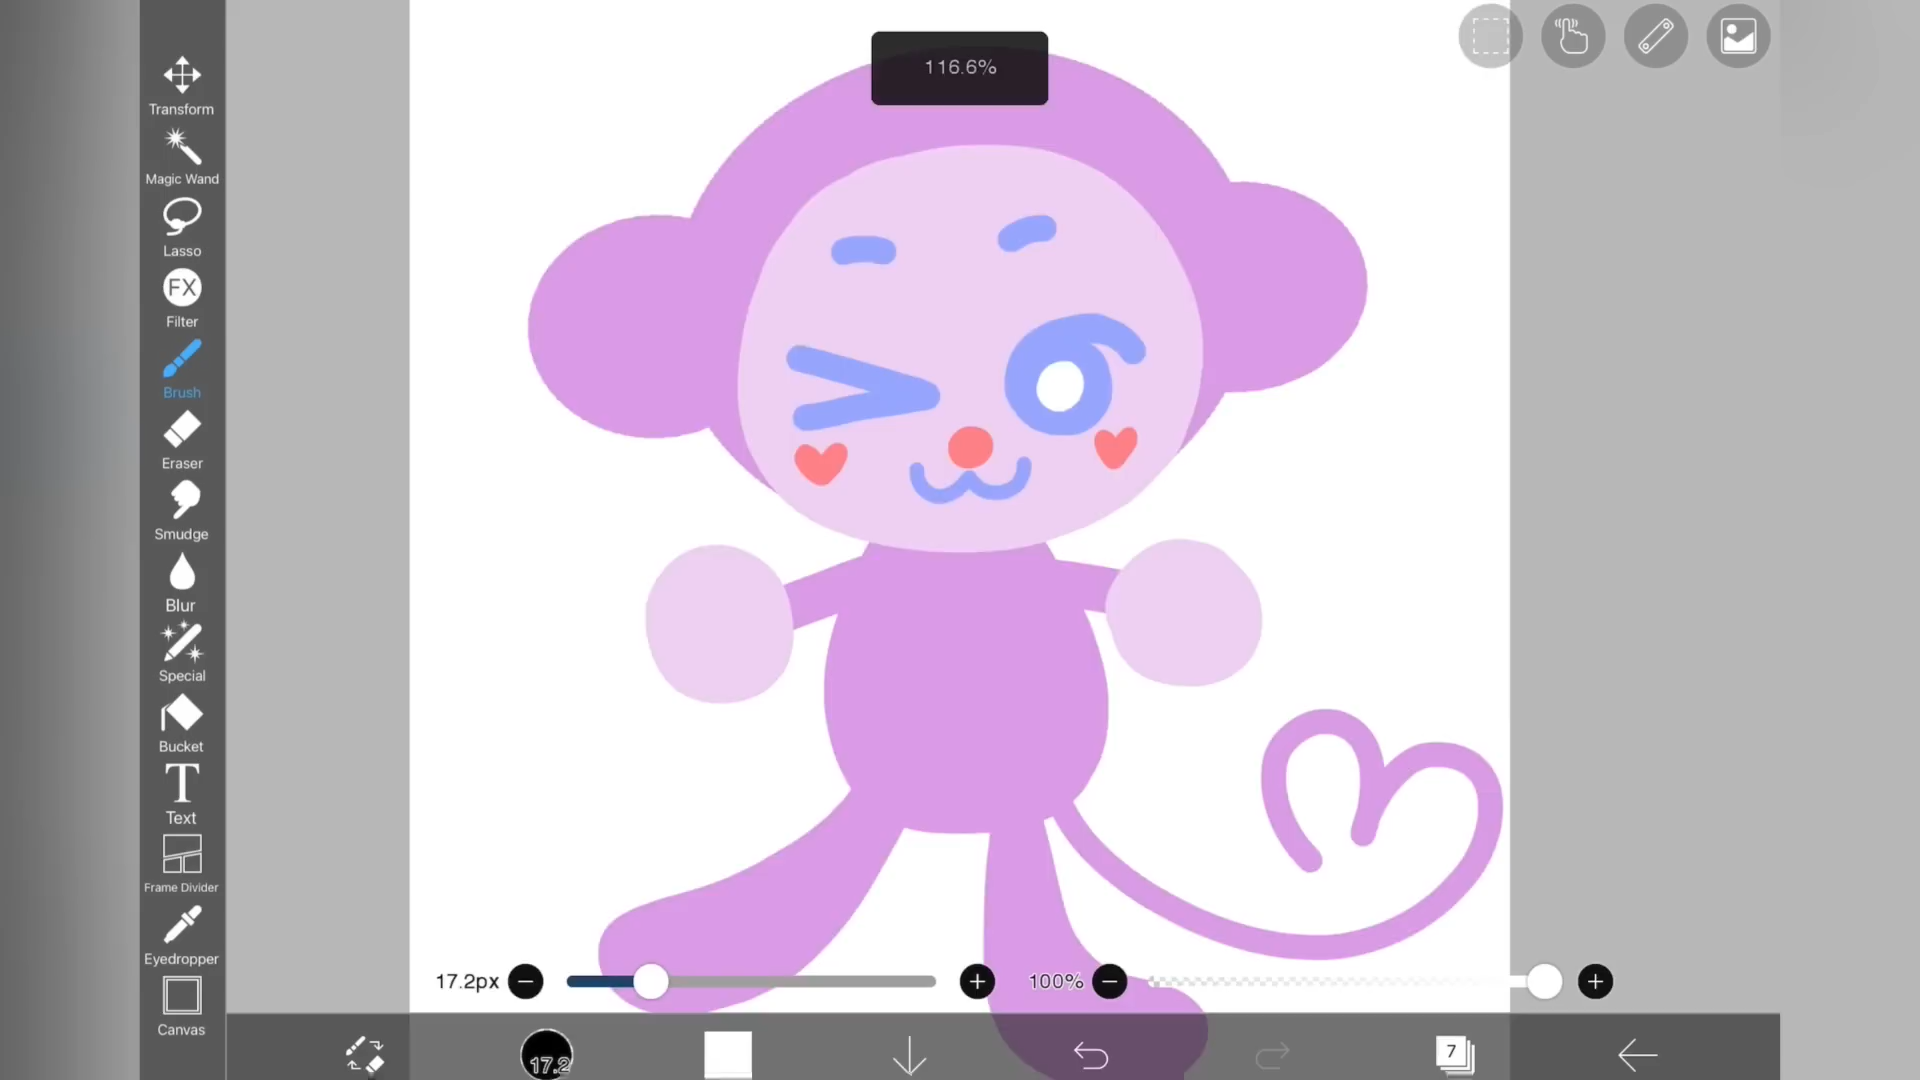 116.6%
Transform
Magic Wand
Lasso
FX
Filter
Brush
Eraser
Smudge
Blur
Special
Bucket
T
Text
Frame Divider
Eyedropper
Canvas
17.2px
100%
17.2
7